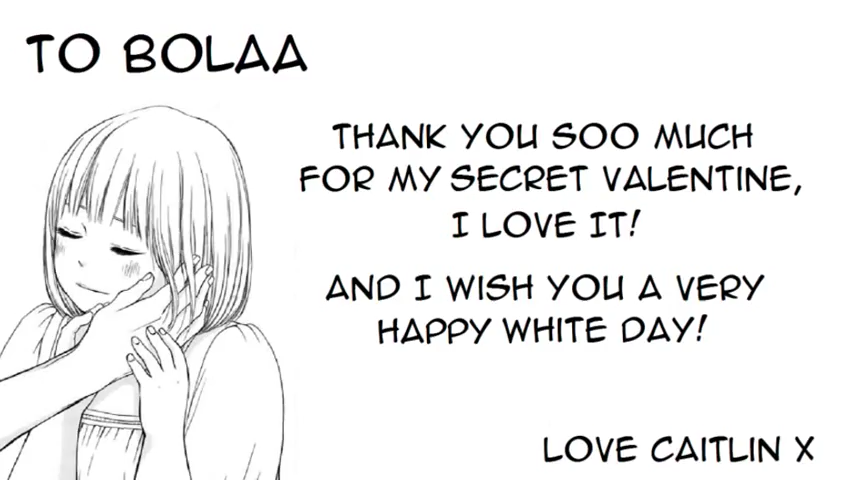 TO BOLAA
THANK YOU SOO MUCH
FOR MY SECRET VALENTINE,
I LOVE IT!
AND I WISH YOU A VERY
HAPPY WHITE DAY!
LOVE CAITLIN X